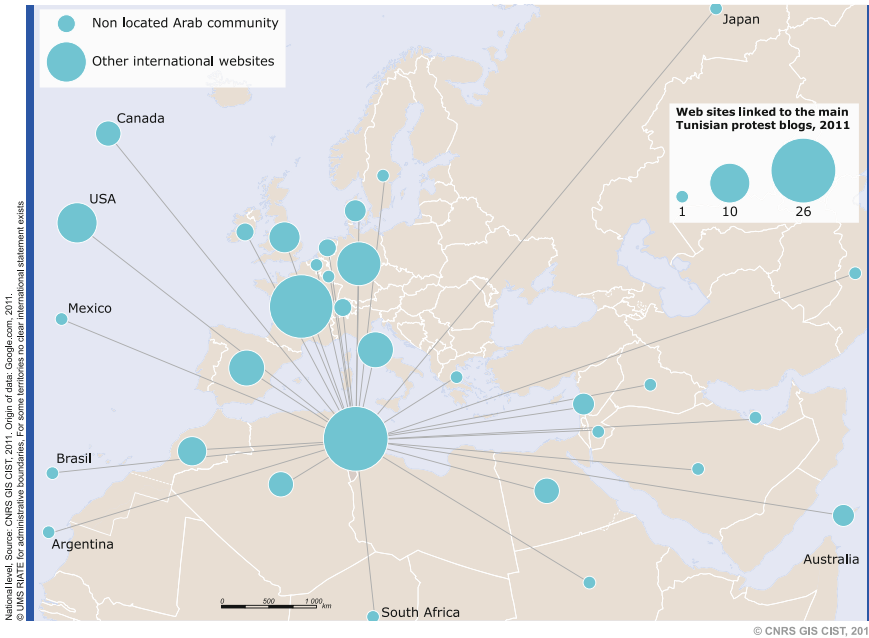 Non located Arab community
Other international websites
Japan
Canada
Web sites linked to the main
Tunisian protest blogs, 2011
1 10 26
USA
Mexico
Brasil
Argentina
Australia
South Africa
0 500 1 000
km
National level, Source: CNRS GIS CIST, 2011. Origin of data: Google.com, 2011.
© UMS RIATE for administrative boundaries. For some territories no clear international statement exists
© CNRS GIS CIST, 201